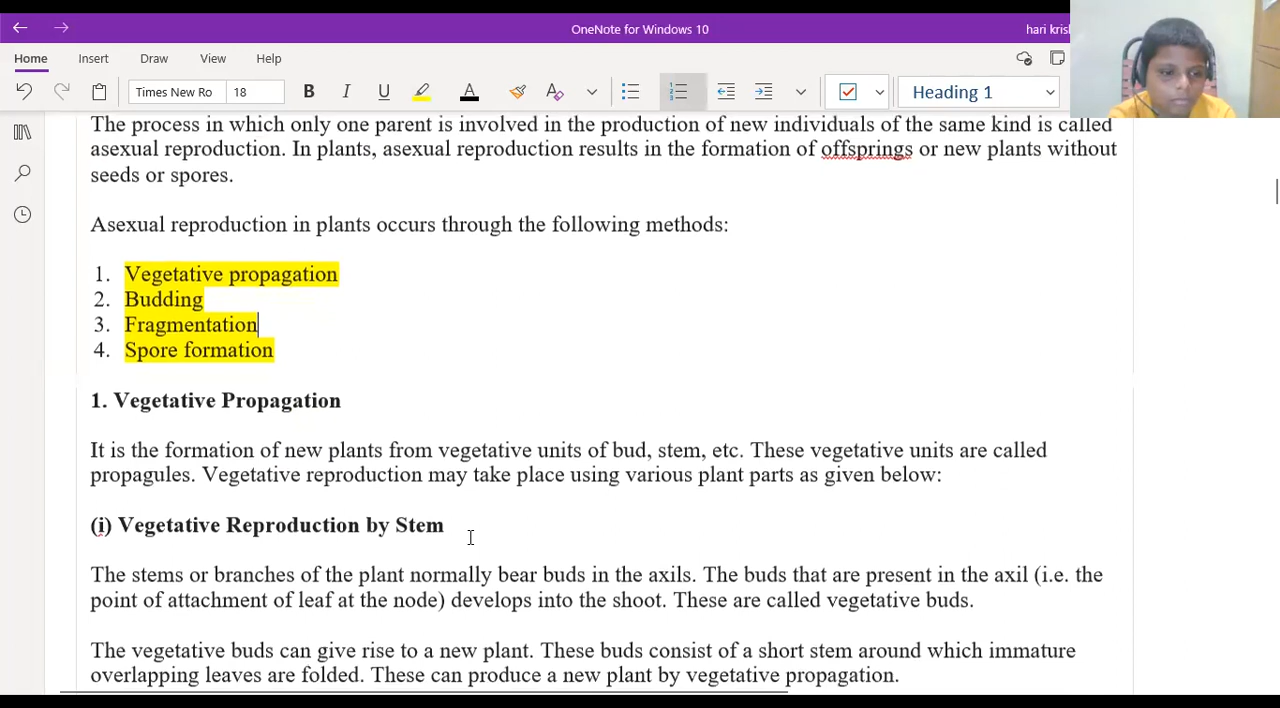 OneNote for Windows 10
hari kris
Home Insert Draw View Help
Times New Ro 18 B I U A Heading 1
The process in which only one parent is involved in the production of new individuals of the same kind is called
asexual reproduction. In plants, asexual reproduction results in the formation of offsprings or new plants without
seeds or spores.
Asexual reproduction in plants occurs through the following methods:
1. Vegetative propagation
2. Budding
3. Fragmentation
4. Spore formation
1. Vegetative Propagation
It is the formation of new plants from vegetative units of bud, stem, etc. These vegetative units are called
propagules. Vegetative reproduction may take place using various plant parts as given below:
(i) Vegetative Reproduction by Stem
The stems or branches of the plant normally bear buds in the axils. The buds that are present in the axil (i.e. the
point of attachment of leaf at the node) develops into the shoot. These are called vegetative buds.
The vegetative buds can give rise to a new plant. These buds consist of a short stem around which immature
overlapping leaves are folded. These can produce a new plant by vegetative propagation.